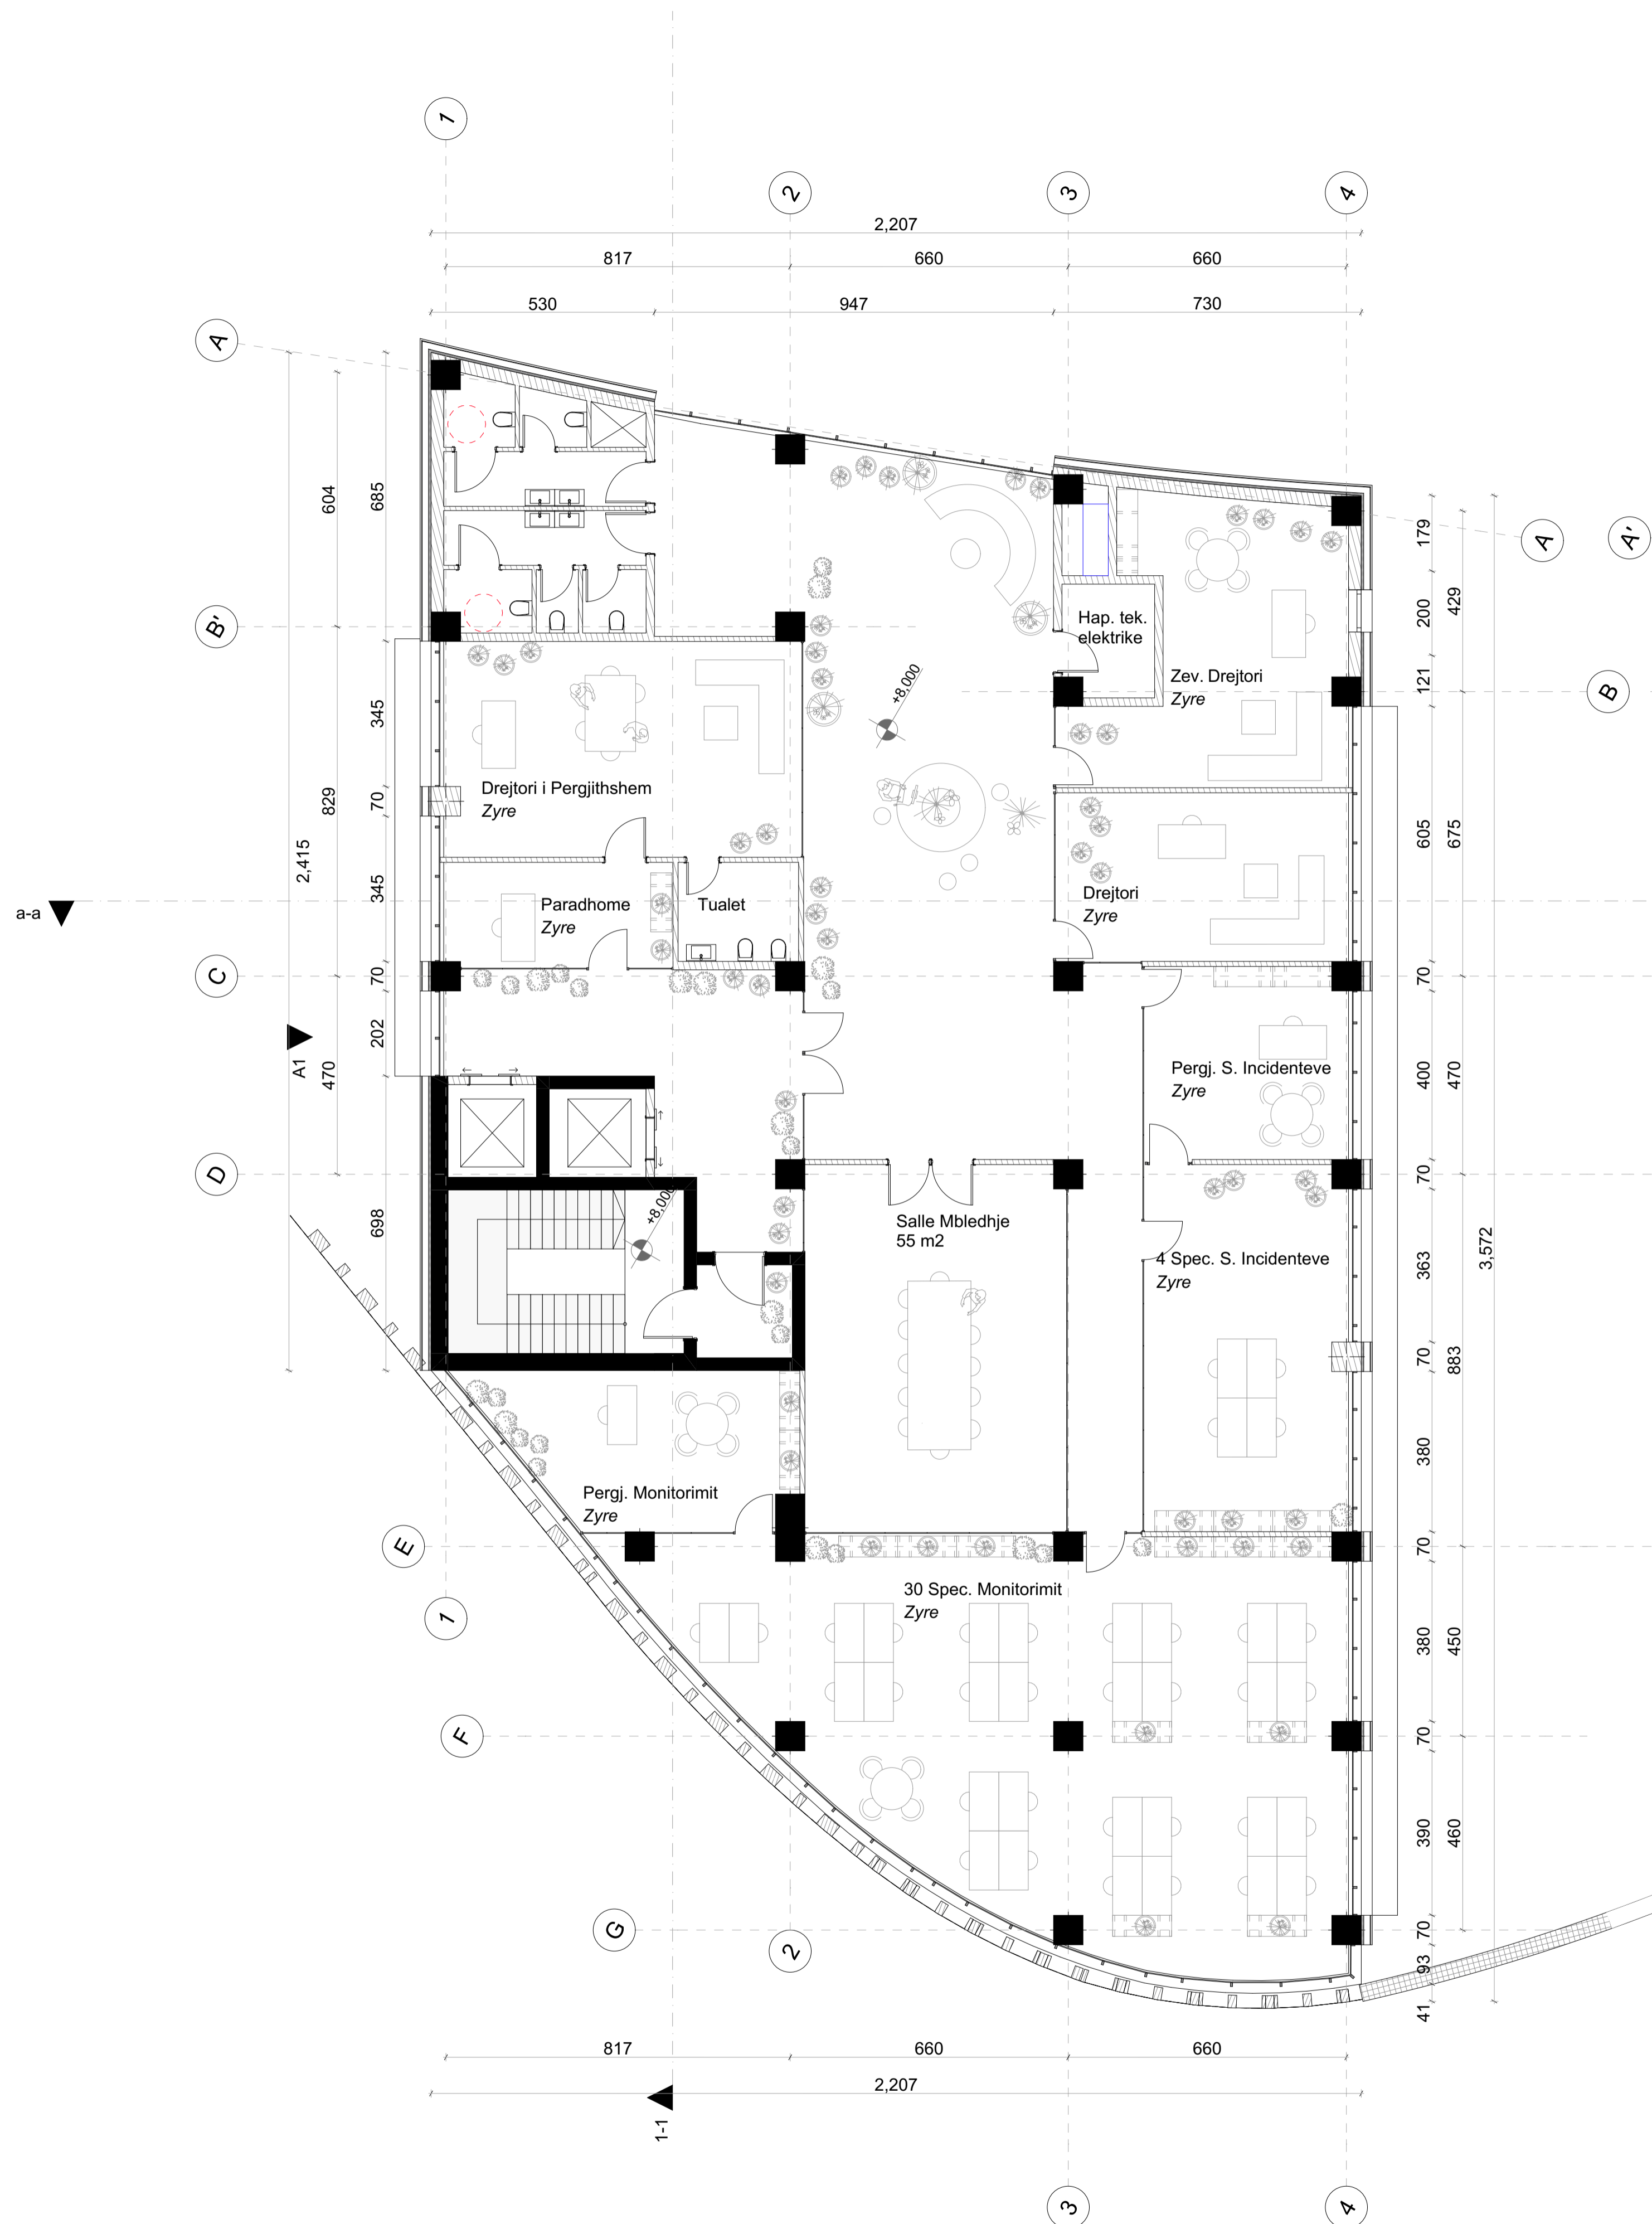 1
2
3
4
2,207
817
660
660
530
947
730
A
A
A'
604
685
179
200
429
B'
Hap. tek.
elektrike
121
B
+8,000
Zev. Drejtori
Zyre
345
829
70
Drejtori i Pergjithshem
Zyre
2,415
605
675
345
Paradhome
Zyre
Tualet
Drejtori
Zyre
a-a
C
70
70
202
A1
470
Pergj. S. Incidenteve
Zyre
400
470
D
70
698
+8,000
Salle Mbledhje
55 m2
4 Spec. S. Incidenteve
Zyre
363
3,572
70
883
380
Pergj. Monitorimit
Zyre
E
70
30 Spec. Monitorimit
Zyre
1
380
450
F
70
390
460
G
2
70
93
41
817
660
660
2,207
1-1
3
4